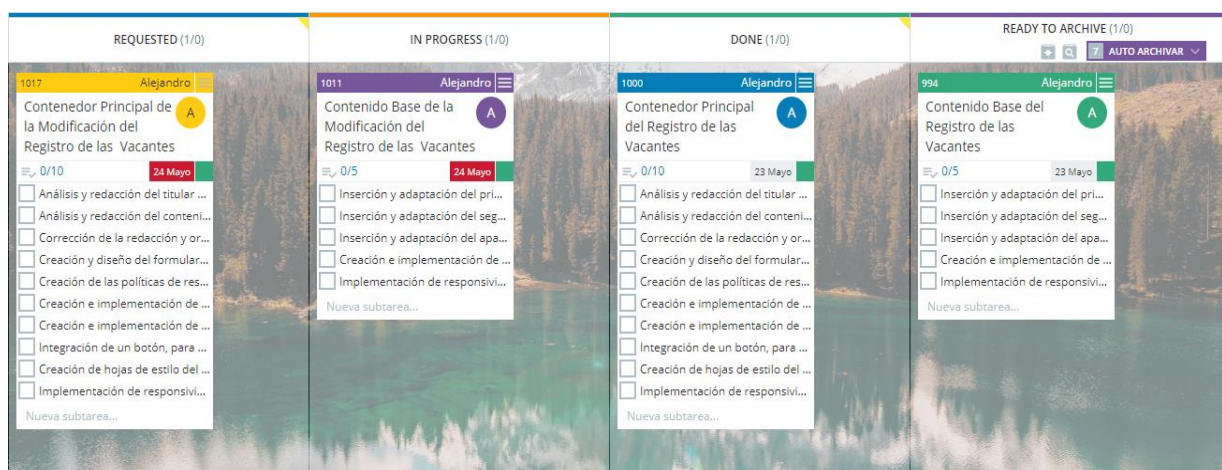 REQUESTED (1/0)
IN PROGRESS (1/0)
DONE (1/0)
READY TO ARCHIVE (1/0)
7 AUTO ARCHIVAR
1017 Alejandro
Contenedor Principal de
la Modificación del
Registro de las Vacantes
A
0/10 24 Mayo
Análisis y redacción del titular ...
Análisis y redacción del conteni...
Corrección de la redacción y or...
Creación y diseño del formular...
Creación de las políticas de res...
Creación e implementación de ...
Creación e implementación de ...
Integración de un botón, para ...
Creación de hojas de estilo del ...
Implementación de responsivi...
Nueva subtarea...
1011 Alejandro
Contenido Base de la
Modificación del
Registro de las Vacantes
A
0/5 24 Mayo
Inserción y adaptación del pri...
Inserción y adaptación del seg...
Inserción y adaptación del apa...
Creación e implementación de ...
Implementación de responsivi...
Nueva subtarea...
1000 Alejandro
Contenedor Principal
del Registro de las
Vacantes
A
0/10 23 Mayo
Análisis y redacción del titular ...
Análisis y redacción del conteni...
Corrección de la redacción y or...
Creación y diseño del formular...
Creación de las políticas de res...
Creación e implementación de ...
Creación e implementación de ...
Integración de un botón, para ...
Creación de hojas de estilo del ...
Implementación de responsivi...
Nueva subtarea...
994 Alejandro
Contenido Base del
Registro de las
Vacantes
A
0/5 23 Mayo
Inserción y adaptación del pri...
Inserción y adaptación del seg...
Inserción y adaptación del apa...
Creación e implementación de ...
Implementación de responsivi...
Nueva subtarea...